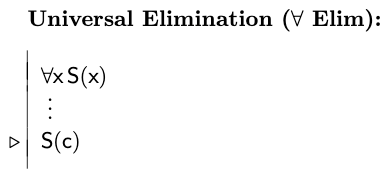 Universal Elimination (∀ Elim):
∀x S(x)
⋮
▷ S(c)